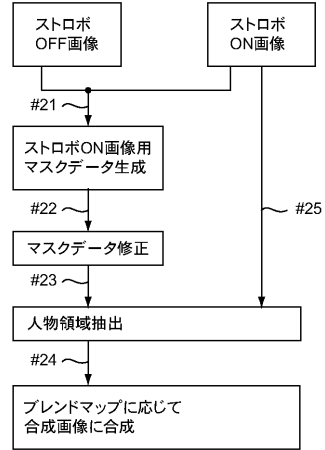 ストロボ
OFF画像
ストロボ
ON画像
#21
ストロボON画像用
マスクデータ生成
#22
#25
マスクデータ修正
#23
人物領域抽出
#24
ブレンドマップに応じて
合成画像に合成